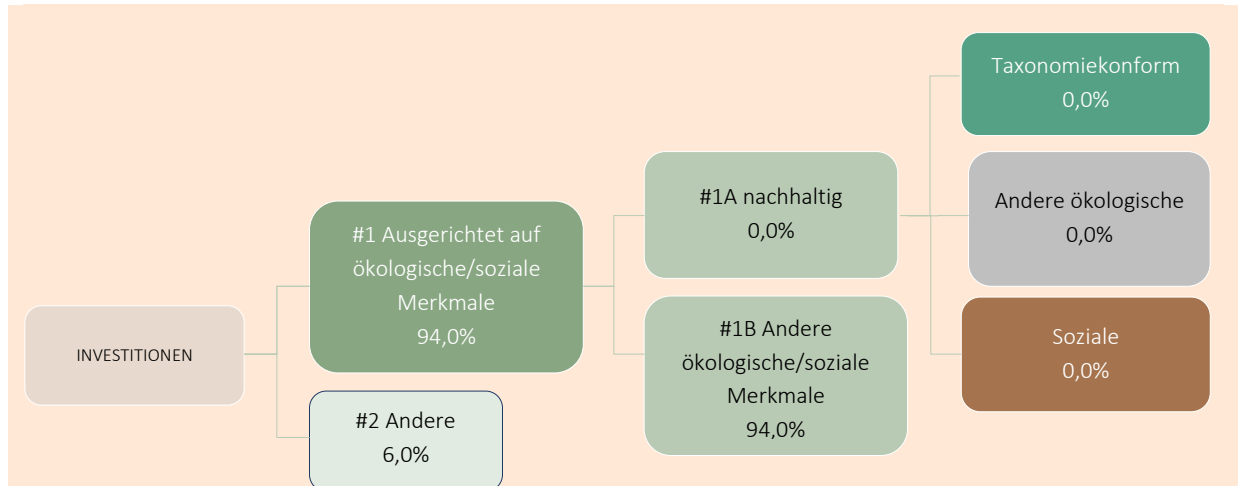 INVESTITIONEN
#1 Ausgerichtet auf
ökologische/soziale
Merkmale
94,0%
#2 Andere
6,0%
#1A nachhaltig
0,0%
#1B Andere
ökologische/soziale
Merkmale
94,0%
Taxonomiekonform
0,0%
Andere ökologische
0,0%
Soziale
0,0%